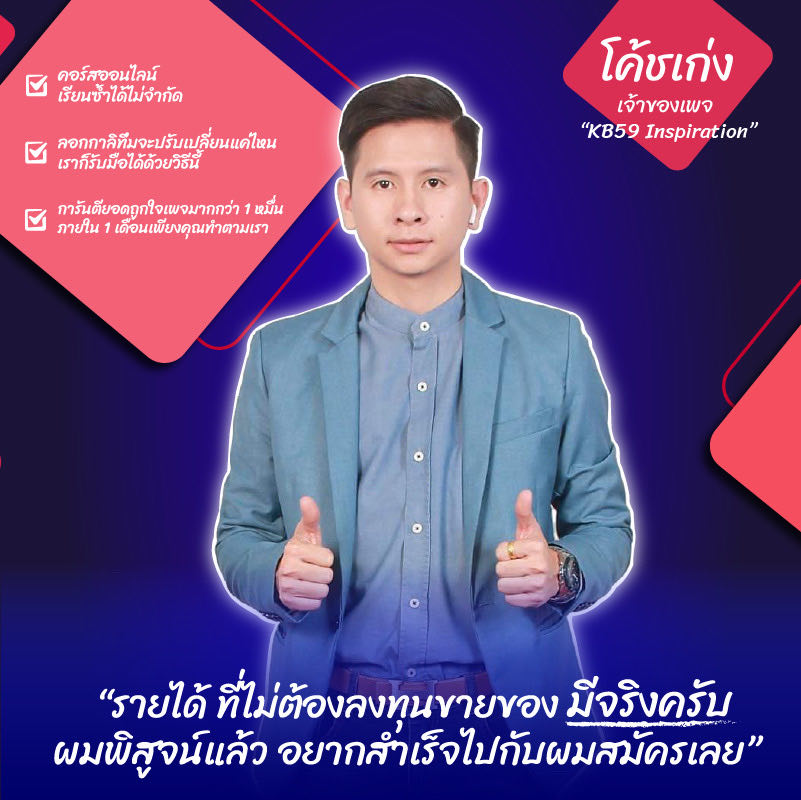 คอร์สออนไลน์
เรียนซ้ำได้ไม่จำกัด
ลอกกาลิทึมจะปรับเปลี่ยนแค่ไหน
เราก็รับมือได้ด้วยวิธีนี้
การันตียอดถูกใจเพจมากกว่า 1 หมื่น
ภายใน 1 เดือนเพียงคุณทำตามเรา
โค้ชเก่ง
เจ้าของเพจ
“KB59 Inspiration”
“รายได้ ที่ไม่ต้องลงทุนขายของ มีจริงครับ
ผมพิสูจน์แล้ว อยากสำเร็จไปกับผมสมัครเลย”